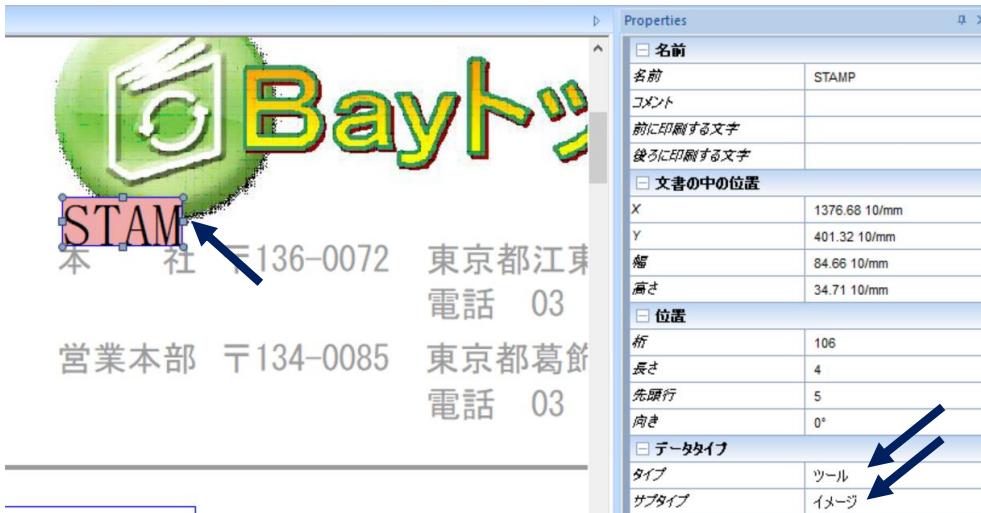 Bayトッ
STAM
本　　社　〒136-0072　東京都江東
電話　03
営業本部　〒134-0085　東京都葛飾
電話　03
Properties
名前
名前 STAMP
コメント
前に印刷する文字
後ろに印刷する文字
文書の中の位置
X 1376.68 10/mm
Y 401.32 10/mm
幅 84.66 10/mm
高さ 34.71 10/mm
位置
桁 106
長さ 4
先頭行 5
向き 0°
データタイプ
タイプ ツール
サブタイプ イメージ